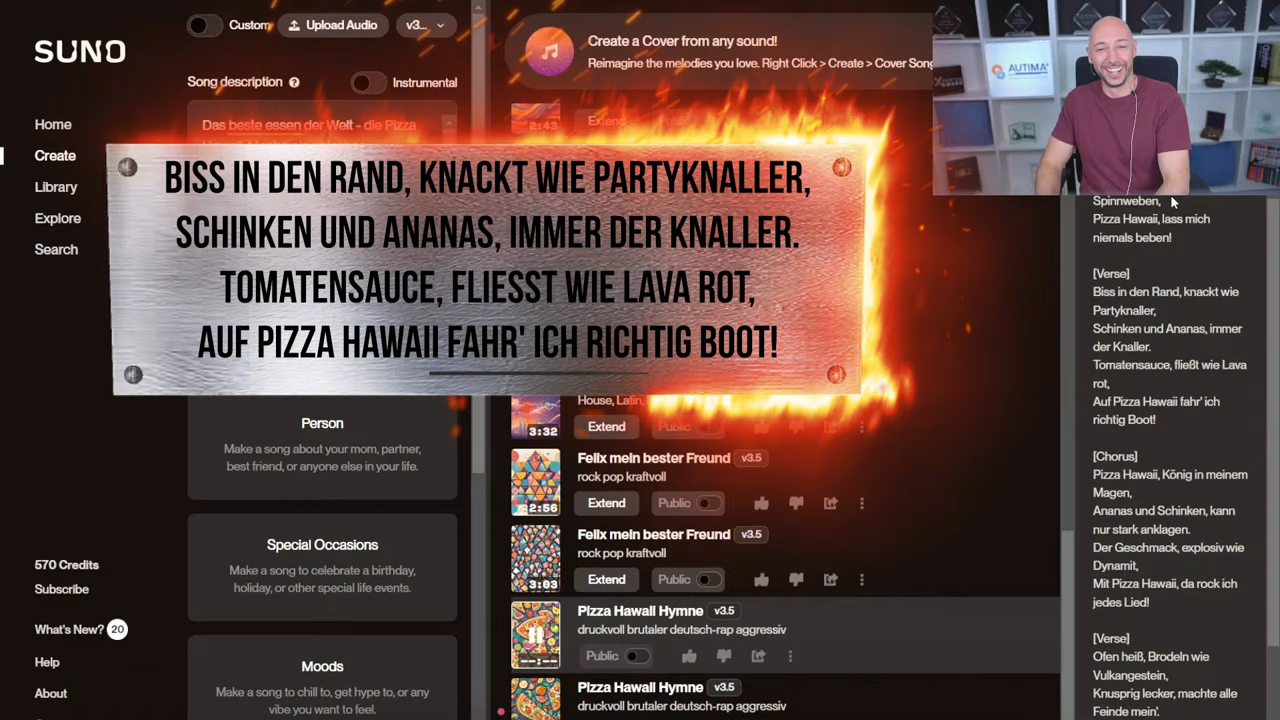 SUNO
Home
Create
Library
Explore
Search
570 Credits
Subscribe
What's New? 20
Help
About
Custom
Upload Audio
v3...
Song description
Instrumental
Das beste essen der Welt - die Pizza
Person
Make a song about your mom, partner,
best friend, or anyone else in your life.
Special Occasions
Make a song to celebrate a birthday,
holiday, or other special life events.
Moods
Make a song to chill to, get hype to, or any
vibe you want to feel.
BISS IN DEN RAND, KNACKT WIE PARTYKNALLER,
SCHINKEN UND ANANAS, IMMER DER KNALLER.
TOMATENSAUCE, FLIESST WIE LAVA ROT,
AUF PIZZA HAWAII FAHR' ICH RICHTIG BOOT!
Create a Cover from any sound!
Reimagine the melodies you love. Right Click > Create > Cover Song
2:43
Extend
House, Latin,
3:32
Extend
Public
Felix mein bester Freund v3.5
rock pop kraftvoll
2:56
Extend
Public
Felix mein bester Freund v3.5
rock pop kraftvoll
3:03
Extend
Public
Pizza Hawaii Hymne v3.5
druckvoll brutaler deutsch-rap aggressiv
--:--
Public
Pizza Hawaii Hymne v3.5
druckvoll brutaler deutsch-rap aggressiv
AUTIMA
Spinnweben,
Pizza Hawaii, lass mich
niemals beben!
[Verse]
Biss in den Rand, knackt wie
Partyknaller,
Schinken und Ananas, immer
der Knaller.
Tomatensauce, fließt wie Lava
rot,
Auf Pizza Hawaii fahr' ich
richtig Boot!
[Chorus]
Pizza Hawaii, König in meinem
Magen,
Ananas und Schinken, kann
nur stark anklagen.
Der Geschmack, explosiv wie
Dynamit,
Mit Pizza Hawaii, da rock ich
jedes Lied!
[Verse]
Ofen heiß, Brodeln wie
Vulkangestein,
Knusprig lecker, machte alle
Feinde mein'.